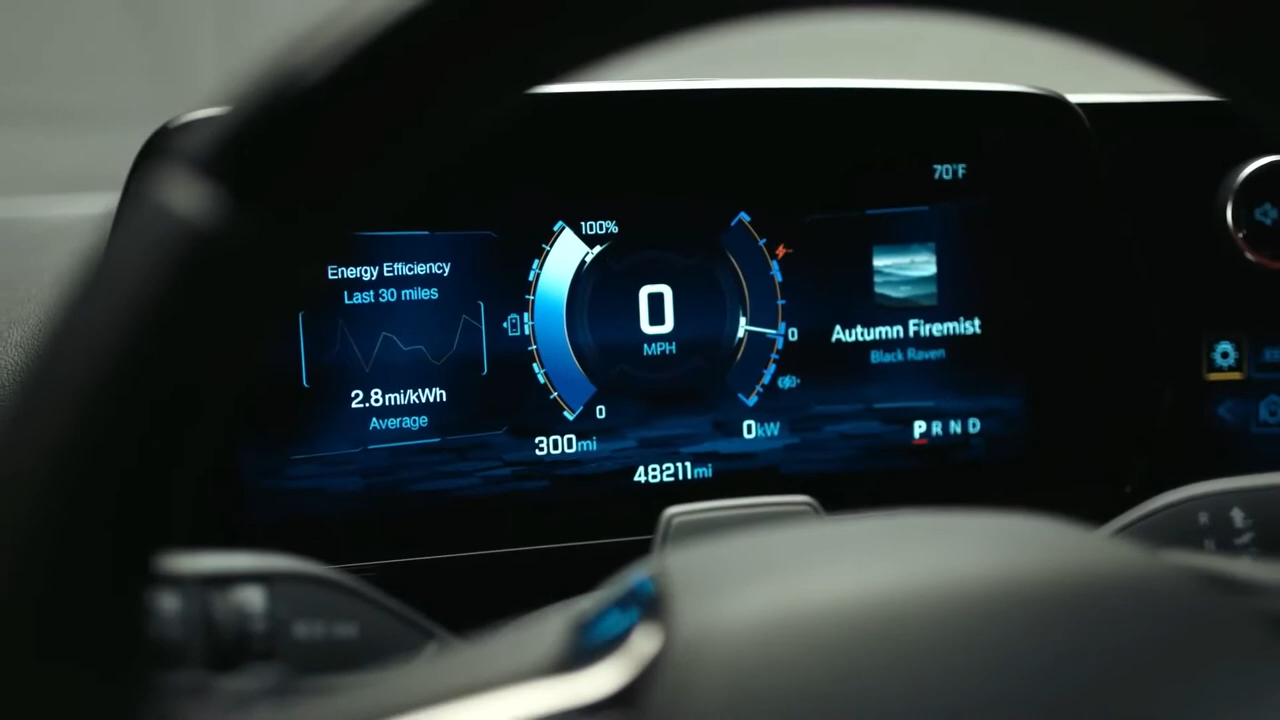 70°F
Energy Efficiency
Last 30 miles
2.8mi/kWh
Average
100%
0
300mi
0
MPH
48211mi
0
0kW
Autumn Firemist
Black Raven
P R N D
R